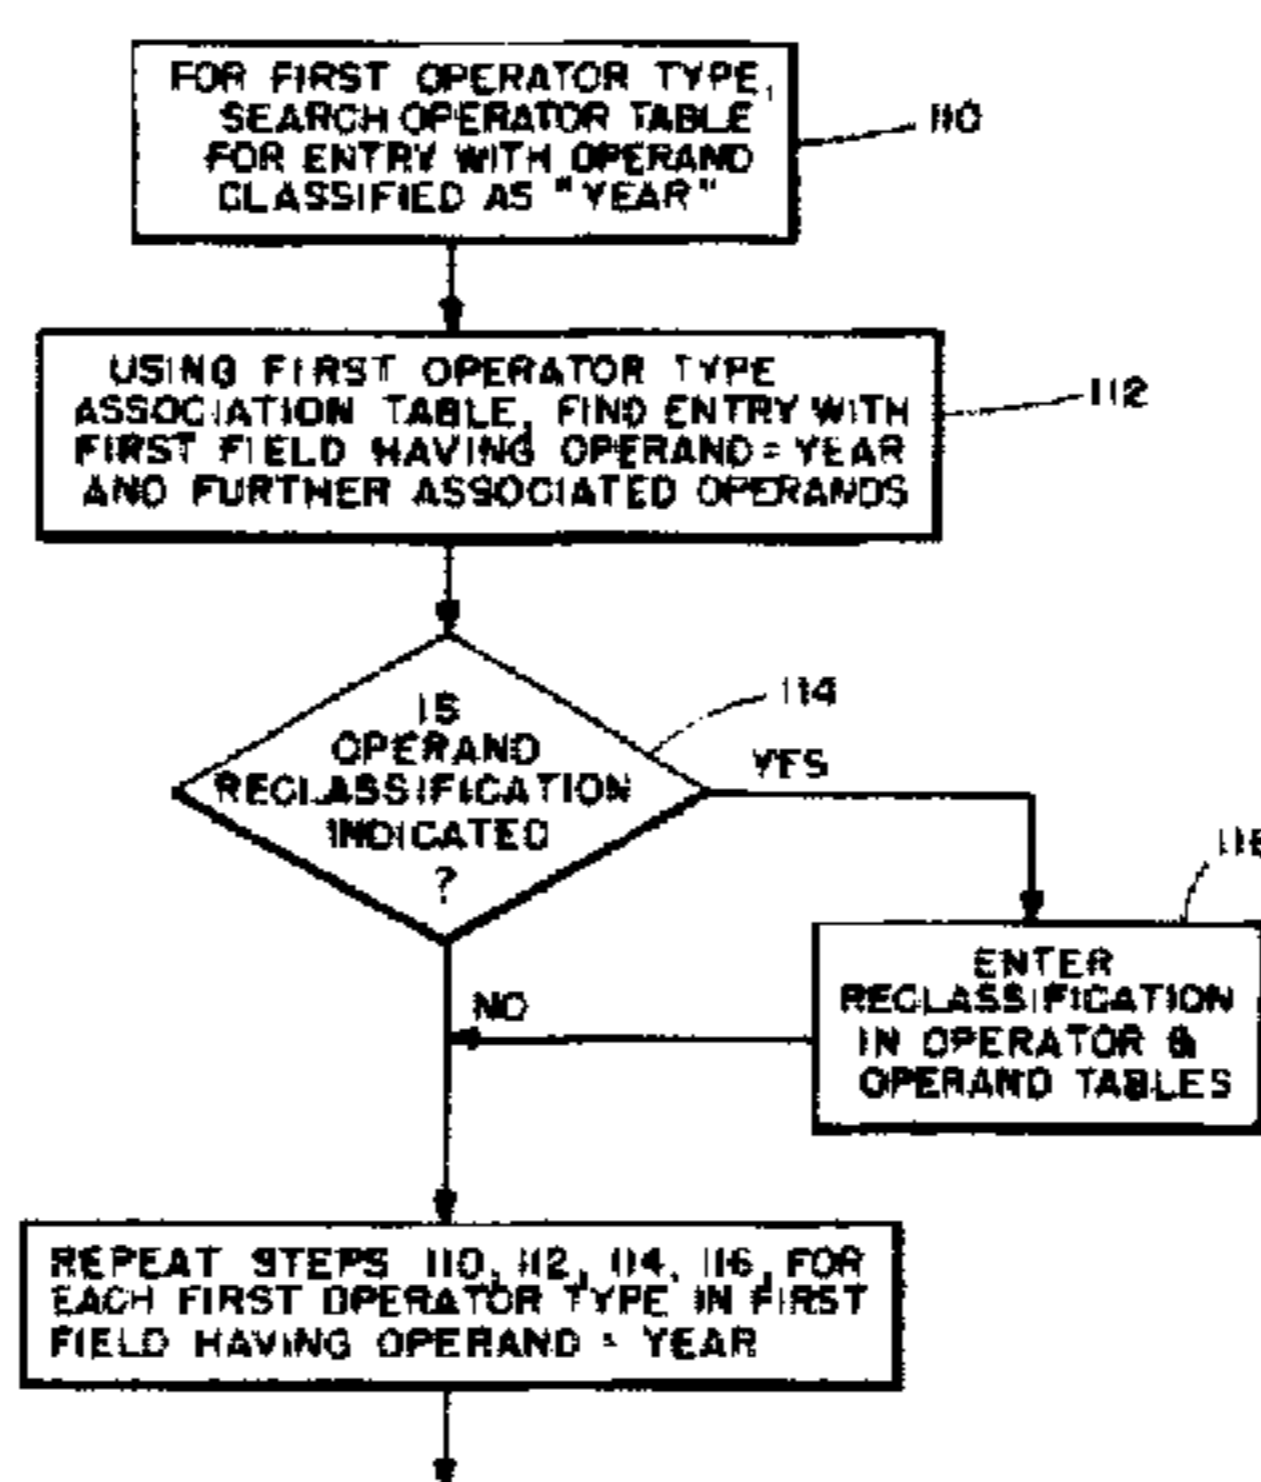 FOR FIRST OPERATOR TYPE,
SEARCH OPERATOR TABLE
FOR ENTRY WITH OPERAND
CLASSIFIED AS "YEAR"
110
USING FIRST OPERATOR TYPE
ASSOCIATION TABLE, FIND ENTRY WITH
FIRST FIELD HAVING OPERAND = YEAR
AND FURTHER ASSOCIATED OPERANDS
112
IS
OPERAND
RECLASSIFICATION
INDICATED
?
114
YES
116
ENTER
RECLASSIFICATION
IN OPERATOR &
OPERAND TABLES
NO
REPEAT STEPS 110, 112, 114, 116, FOR
EACH FIRST OPERATOR TYPE IN FIRST
FIELD HAVING OPERAND = YEAR